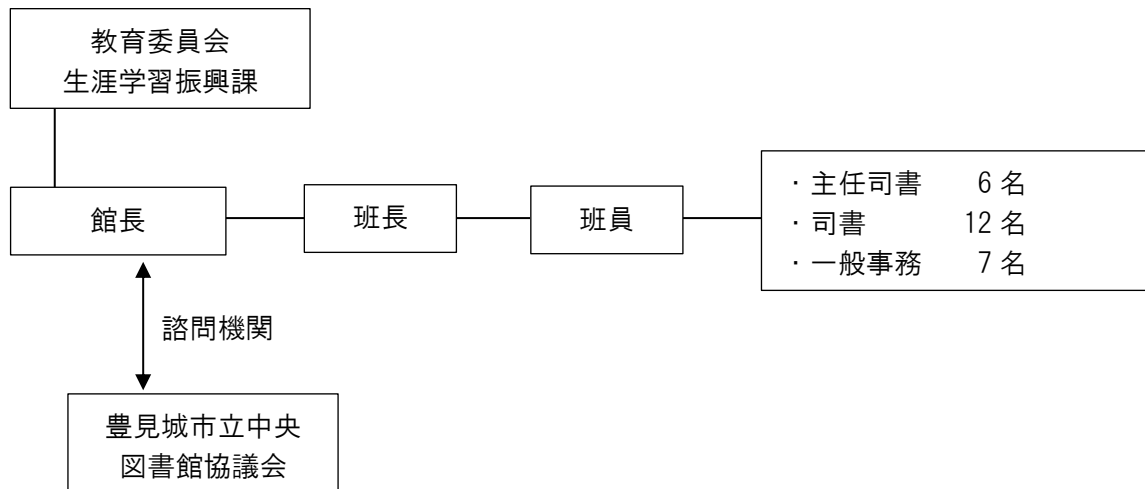 教育委員会
生涯学習振興課
館長
班長
班員
・主任司書 6名
・司書 12名
・一般事務 7名
諮問機関
豊見城市立中央
図書館協議会